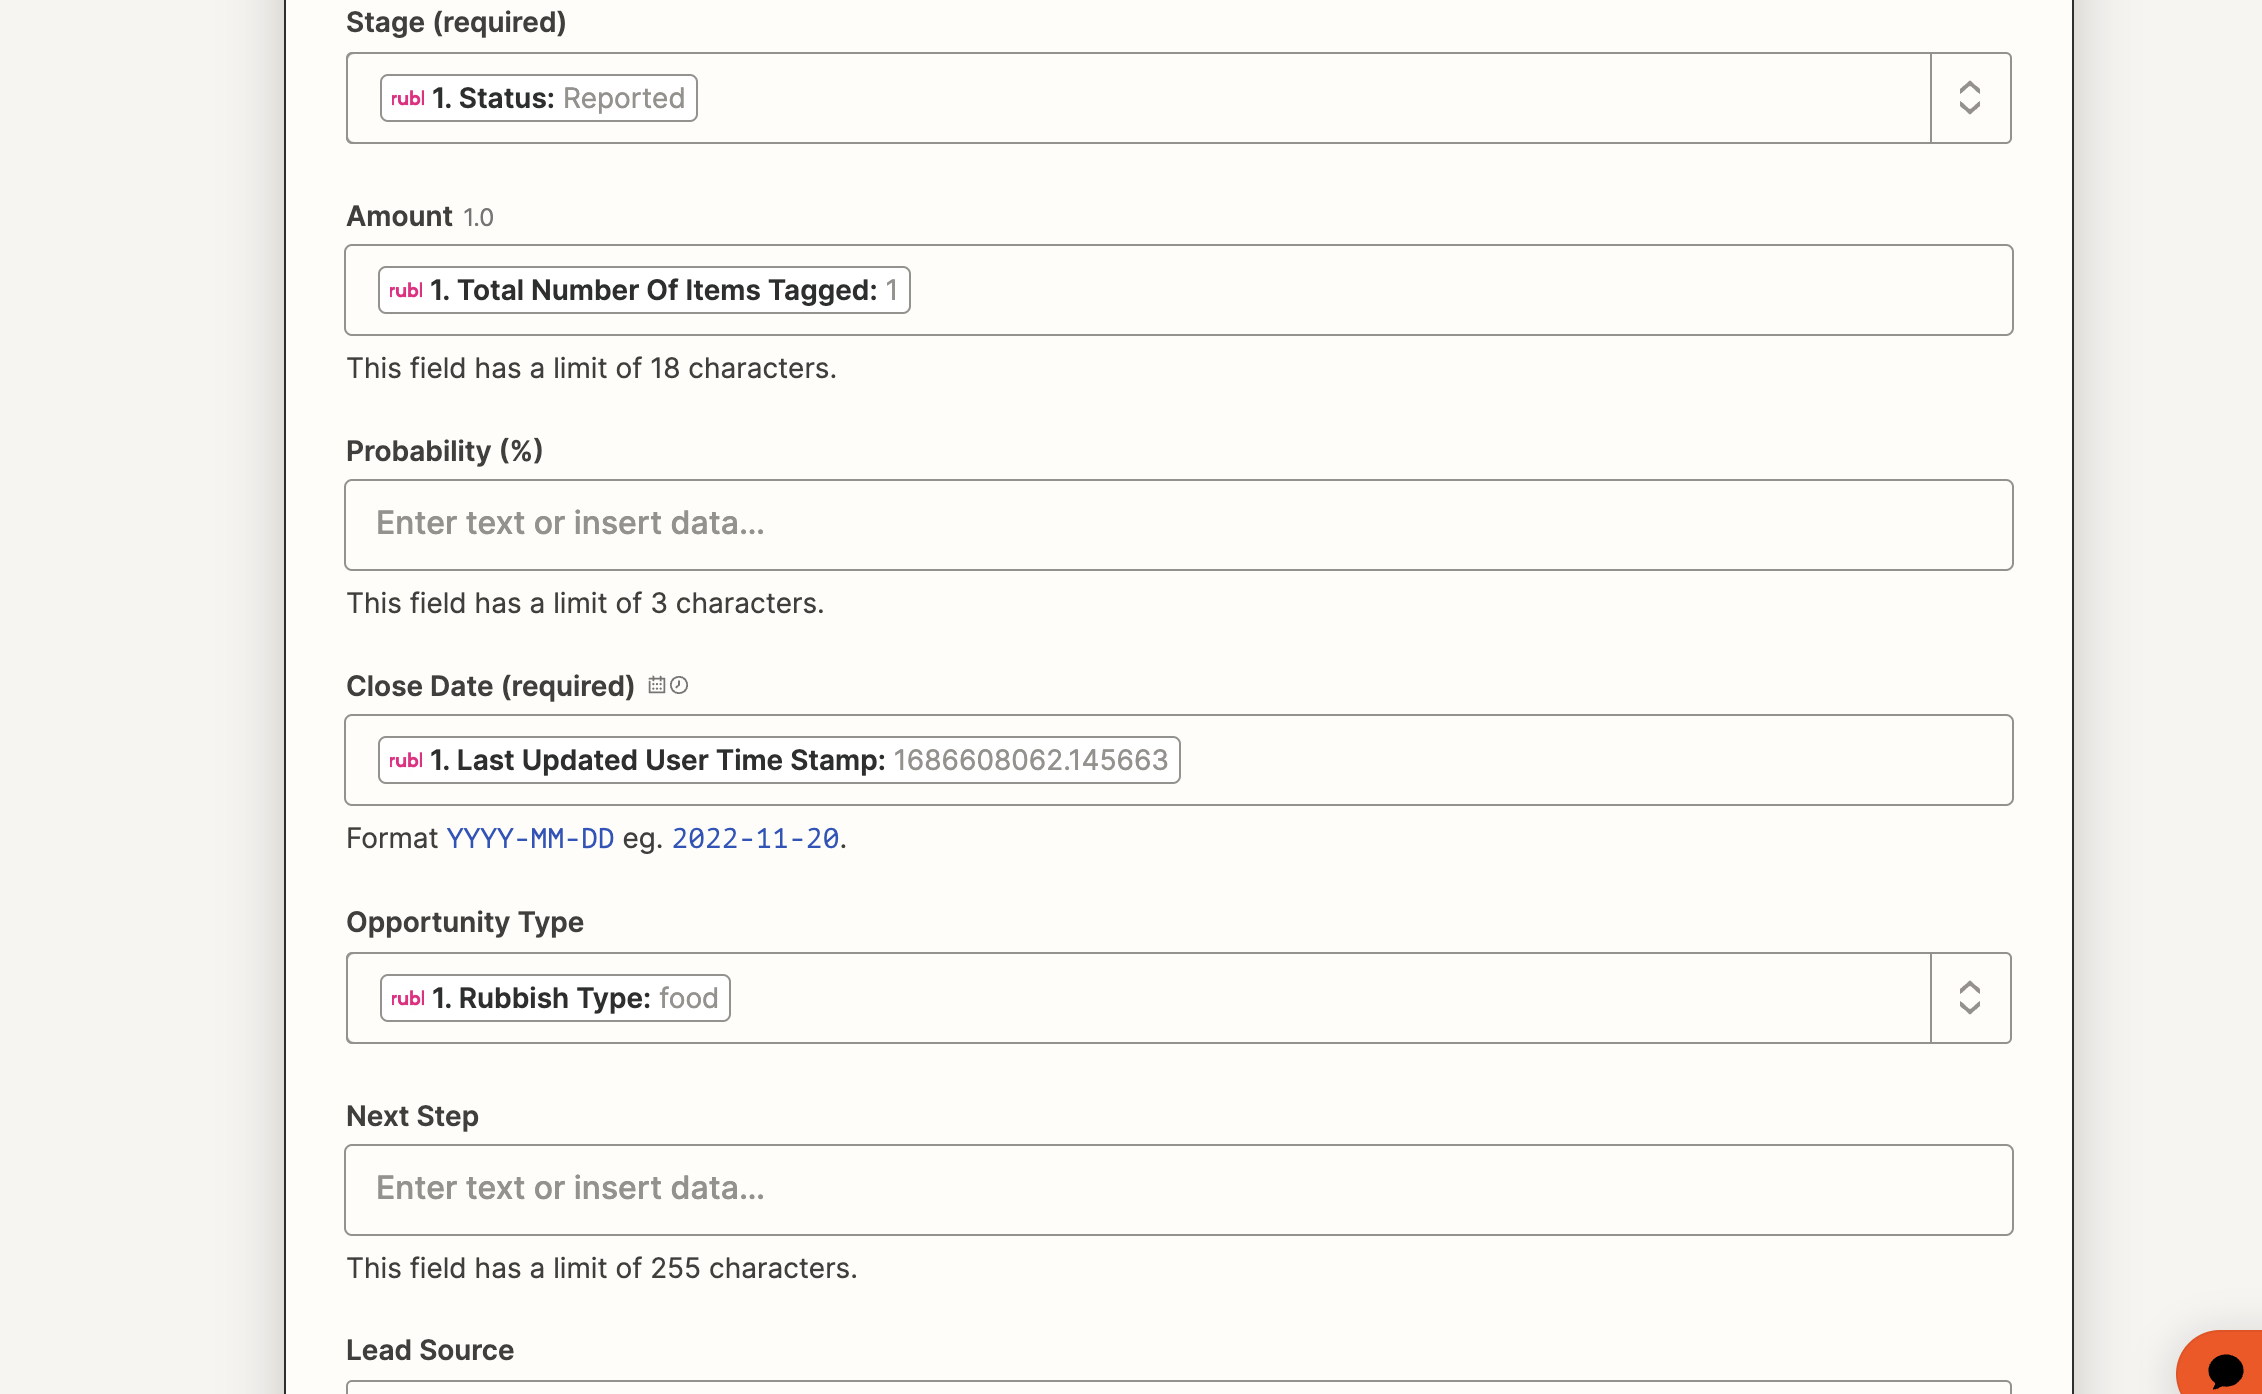 Stage (required)
rubl 1. Status: Reported
Amount 1.0
rubl 1. Total Number Of Items Tagged: 1
This field has a limit of 18 characters.
Probability (%)
Enter text or insert data...
This field has a limit of 3 characters.
Close Date (required)
rubl 1. Last Updated User Time Stamp: 1686608062.145663
Format YYYY-MM-DD eg. 2022-11-20.
Opportunity Type
rubl 1. Rubbish Type: food
Next Step
Enter text or insert data...
This field has a limit of 255 characters.
Lead Source